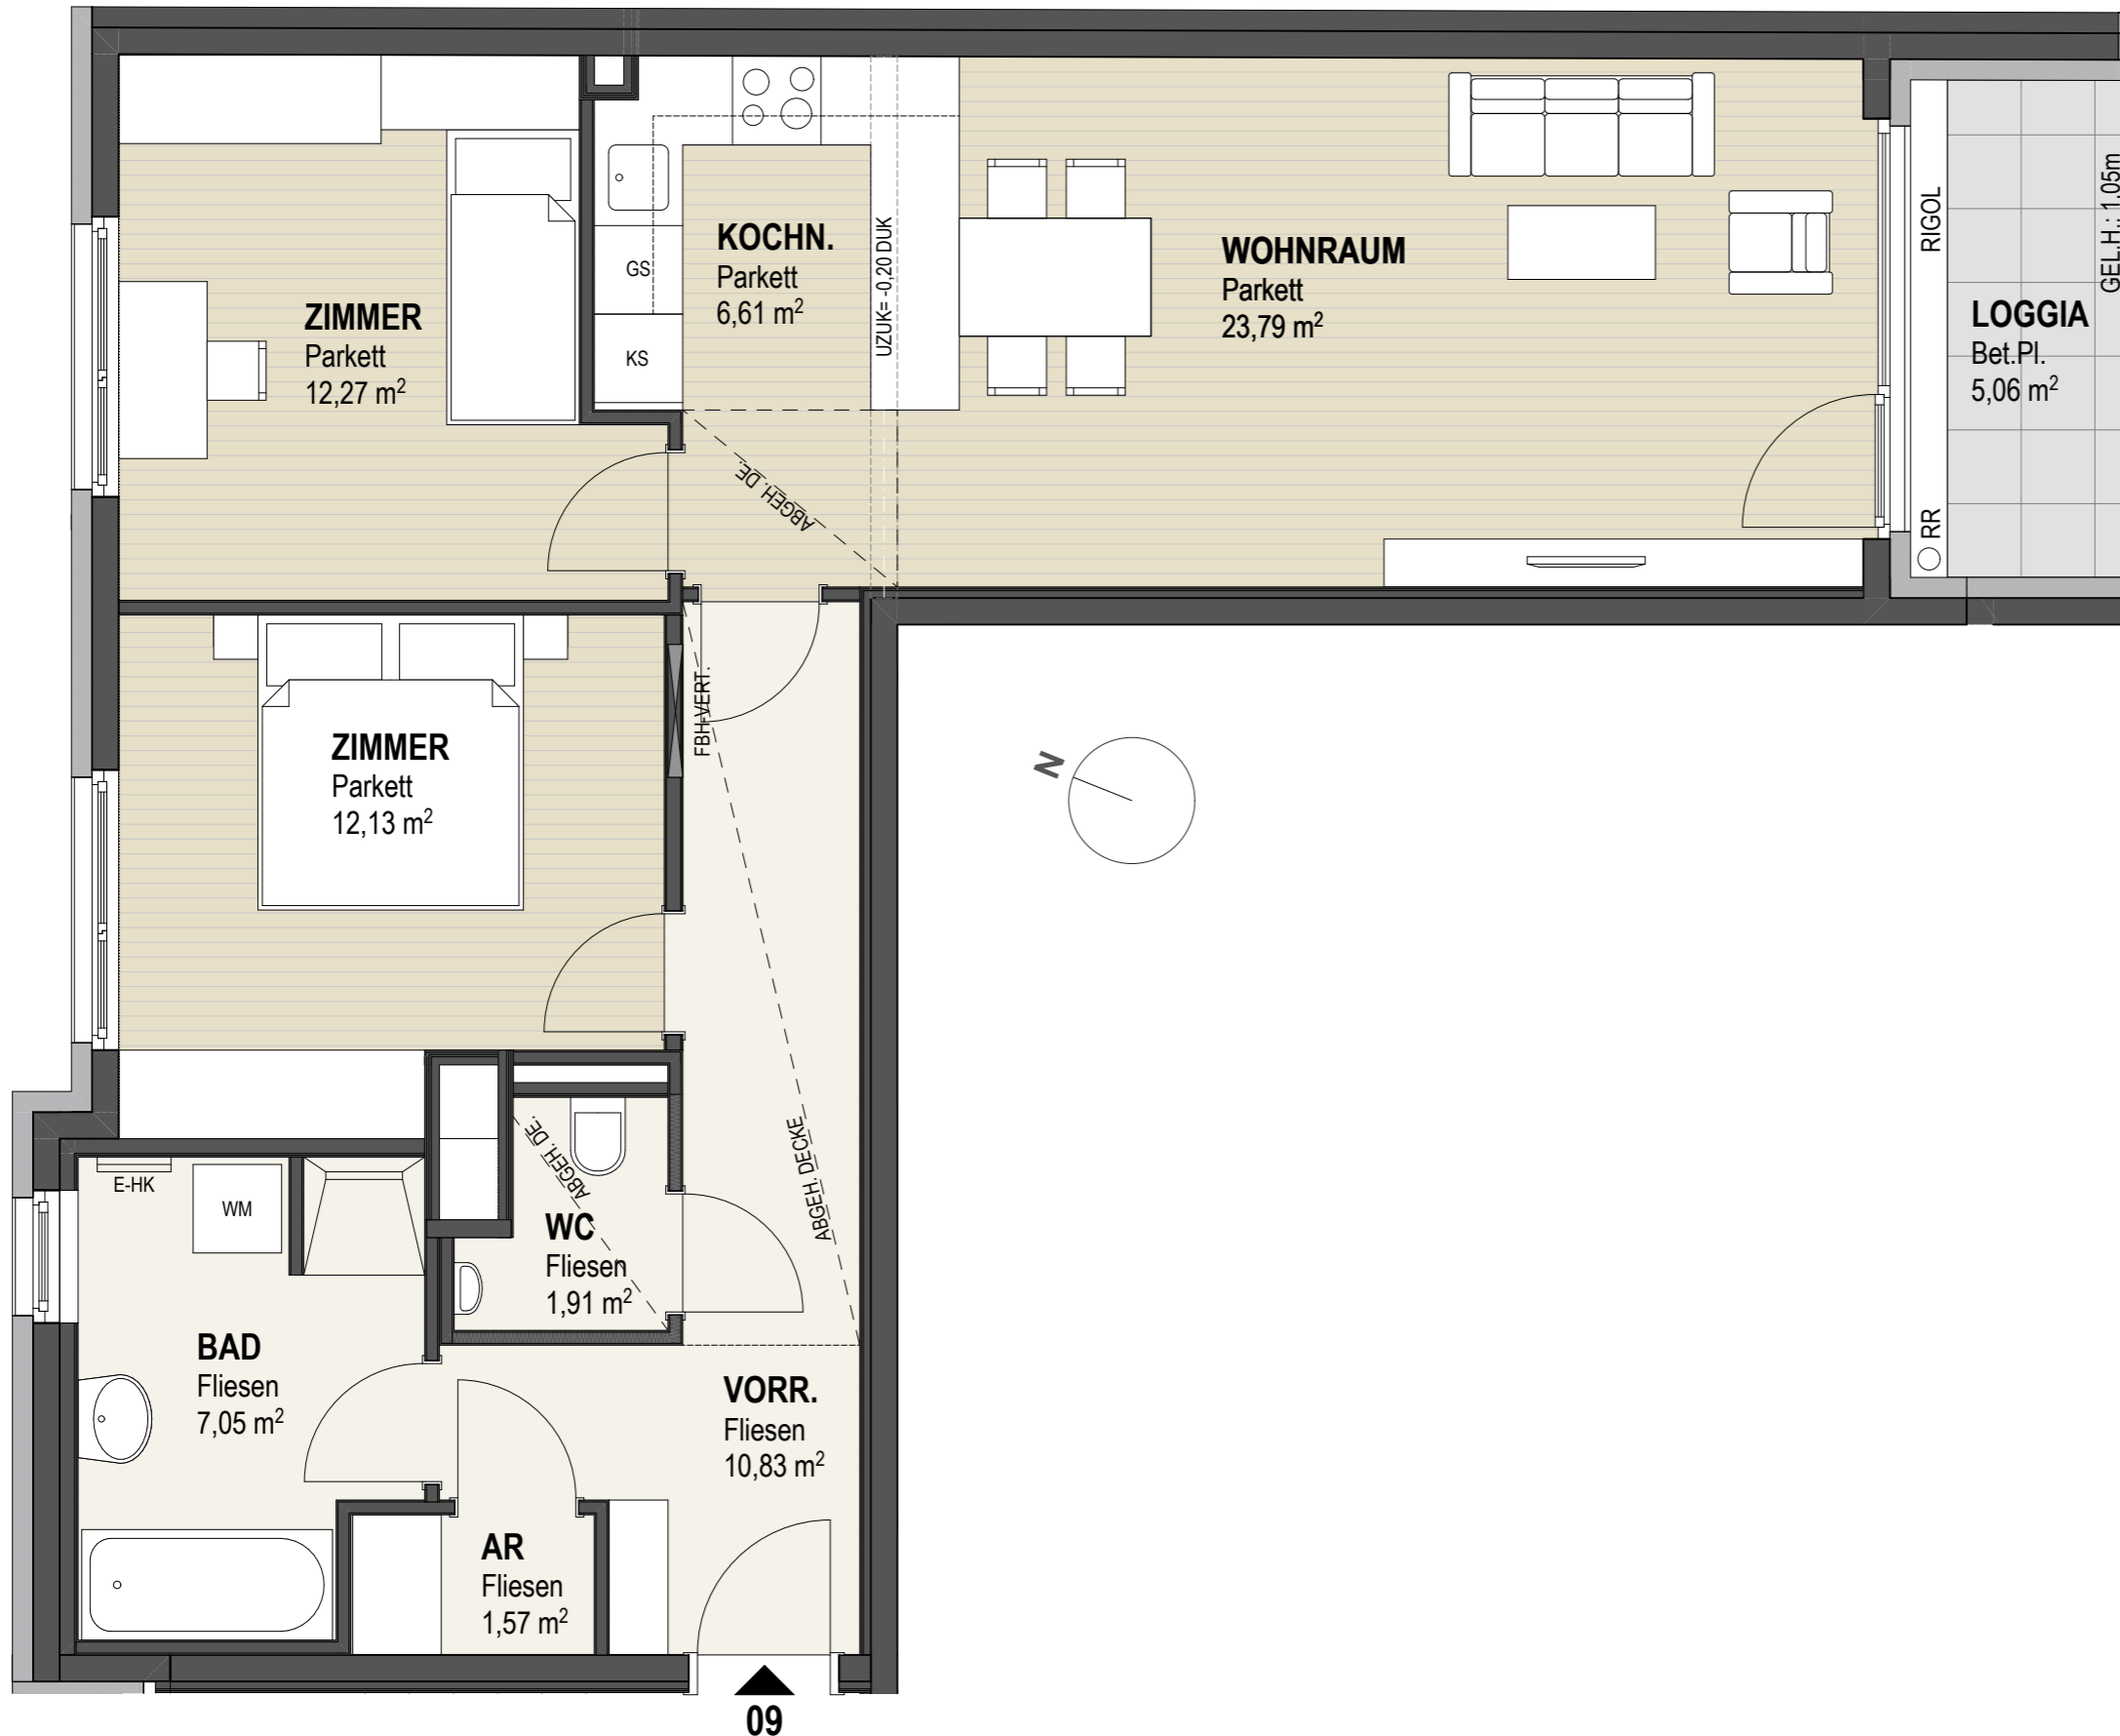 KOCHN.
Parkett
6,61 m²
GS
KS
UZUK= -0,20 DUK
WOHNRAUM
Parkett
23,79 m²
RIGOL
RR
GEL.H.: 1,05m
LOGGIA
Bet.Pl.
5,06 m²
ZIMMER
Parkett
12,27 m²
ABGEH. DE.
FBH-VERT.
ZIMMER
Parkett
12,13 m²
N
ABGEH. DE.
ABGEH. DECKE
E-HK
WM
WC
Fliesen
1,91 m²
BAD
Fliesen
7,05 m²
VORR.
Fliesen
10,83 m²
AR
Fliesen
1,57 m²
09